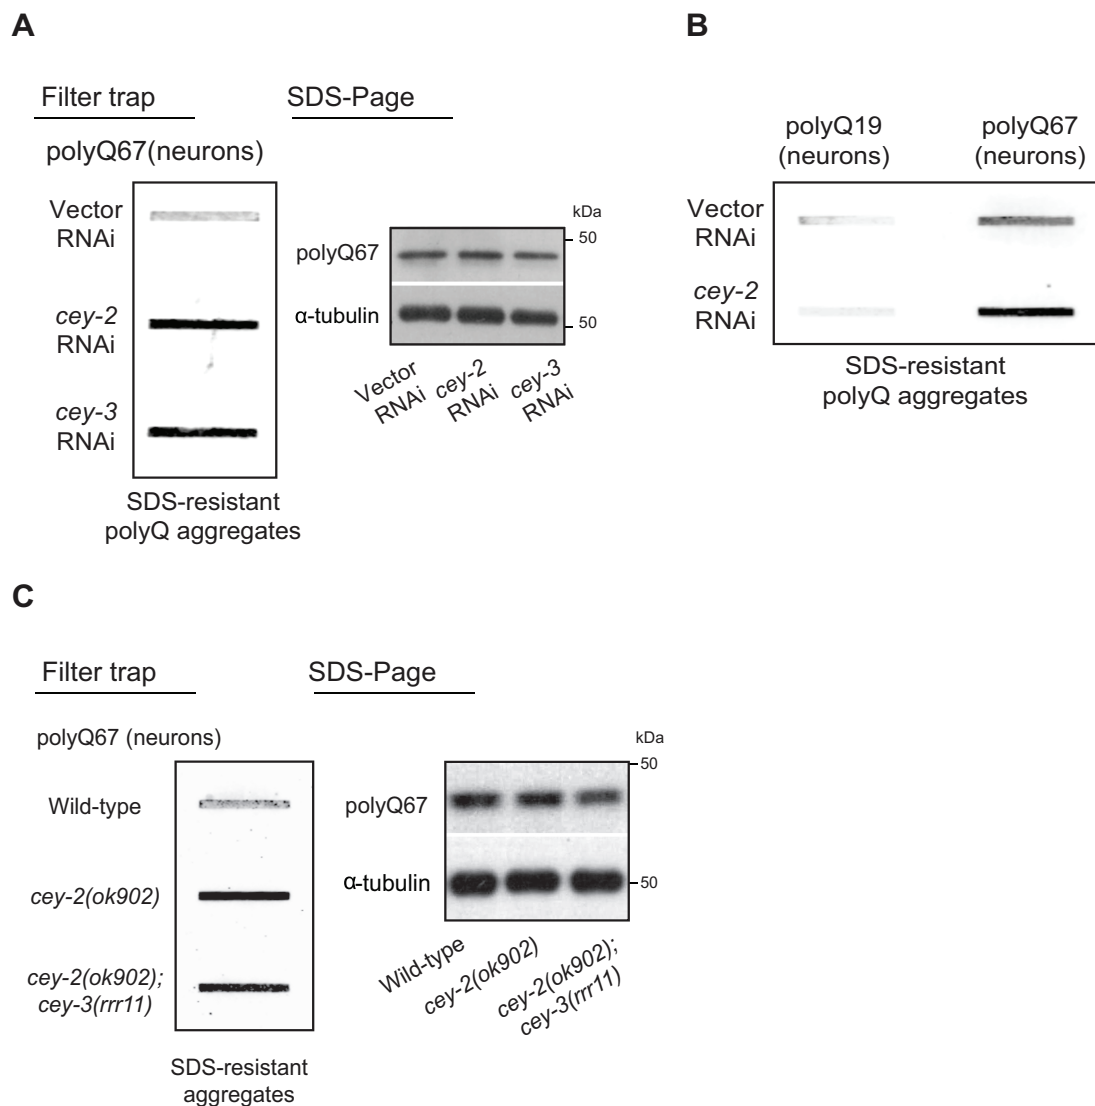 A
Filter trap
SDS-Page
polyQ67(neurons)
Vector
RNAi
cey-2
RNAi
cey-3
RNAi
SDS-resistant
polyQ aggregates
kDa
50
polyQ67
α-tubulin
50
Vector
RNAi
cey-2
RNAi
cey-3
RNAi
B
polyQ19
(neurons)
polyQ67
(neurons)
Vector
RNAi
cey-2
RNAi
SDS-resistant
polyQ aggregates
C
Filter trap
SDS-Page
polyQ67 (neurons)
Wild-type
cey-2(ok902)
cey-2(ok902);
cey-3(rrr11)
SDS-resistant
aggregates
kDa
50
polyQ67
α-tubulin
50
Wild-type
cey-2(ok902)
cey-2(ok902);
cey-3(rrr11)